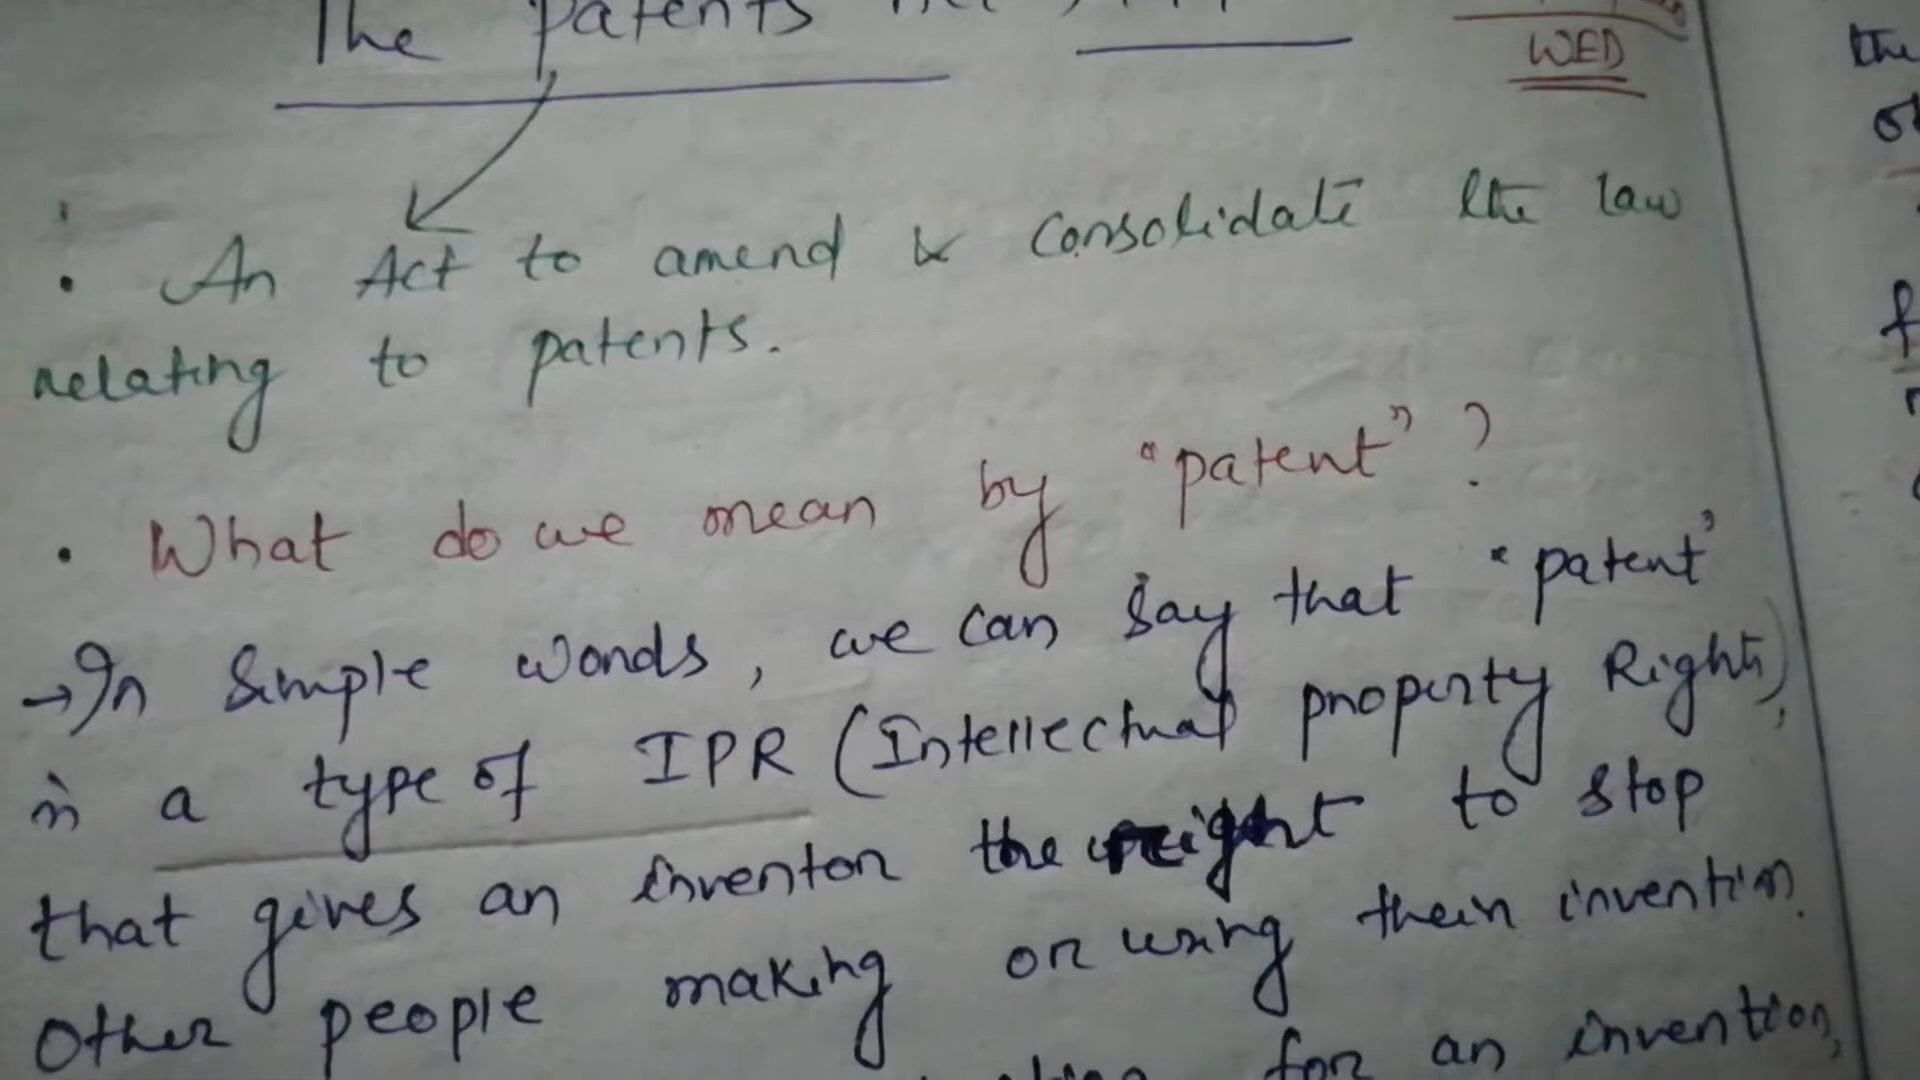 The Patents
WED
An Act to amend & Consolidate the law
relating to patents.
What do we mean by "patent"?
→ In Simple words, we can say that "patent"
is a type of IPR (Intellectual property Right),
that gives an inventor the right to stop
Other people making or using their invention.
for an invention,
the